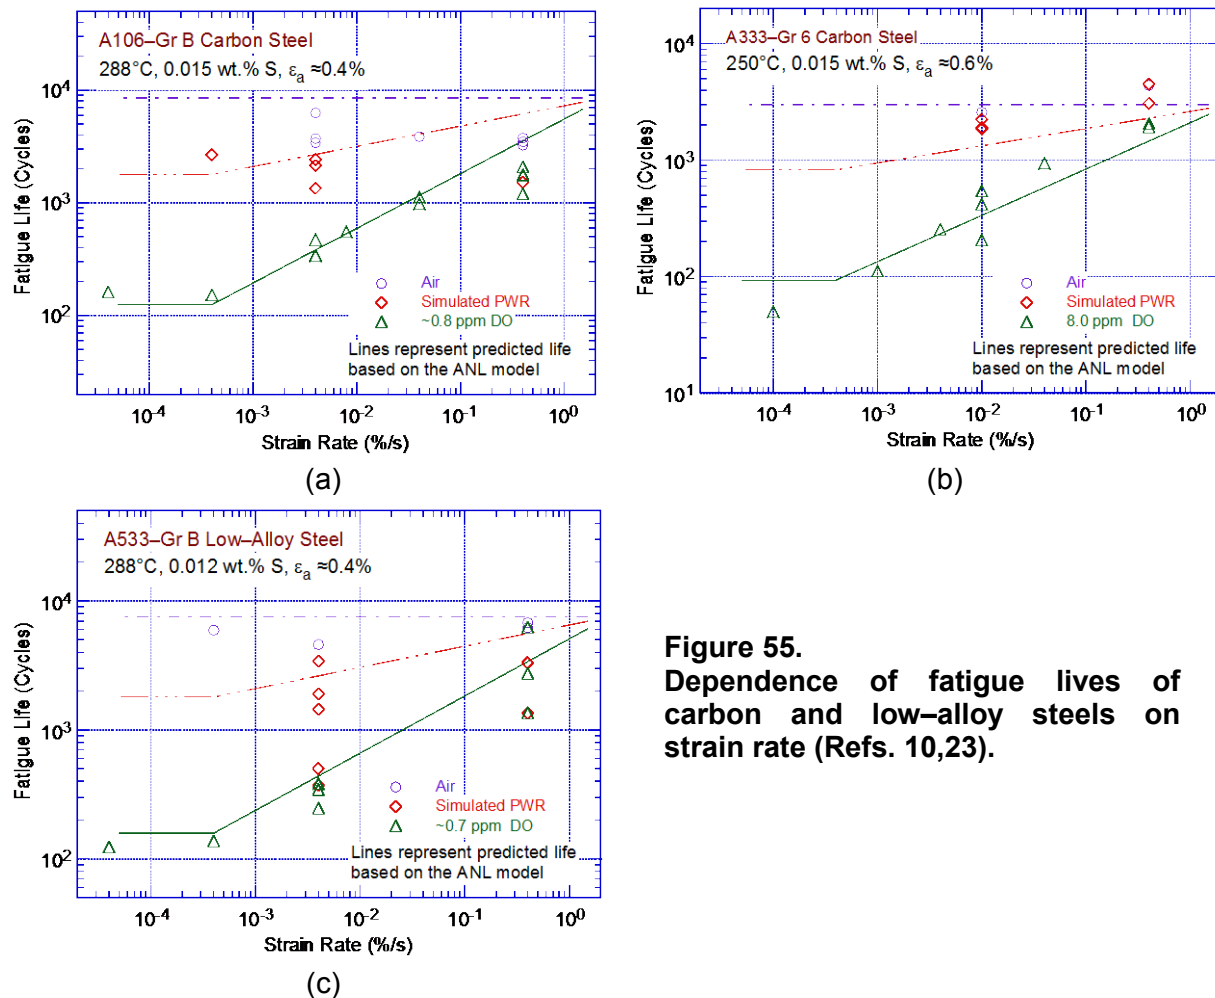 A106–Gr B Carbon Steel
288°C, 0.015 wt.% S, εa ≈0.4%
Fatigue Life (Cycles)
10^4
10^3
10^2
Air
Simulated PWR
~0.8 ppm DO
Lines represent predicted life
based on the ANL model
10^-4 10^-3 10^-2 10^-1 10^0
Strain Rate (%/s)
(a)
A333–Gr 6 Carbon Steel
250°C, 0.015 wt.% S, εa ≈0.6%
Fatigue Life (Cycles)
10^4
10^3
10^2
10^1
Air
Simulated PWR
8.0 ppm DO
Lines represent predicted life
based on the ANL model
10^-4 10^-3 10^-2 10^-1 10^0
Strain Rate (%/s)
(b)
A533–Gr B Low–Alloy Steel
288°C, 0.012 wt.% S, εa ≈0.4%
Fatigue Life (Cycles)
10^4
10^3
10^2
Air
Simulated PWR
~0.7 ppm DO
Lines represent predicted life
based on the ANL model
10^-4 10^-3 10^-2 10^-1 10^0
Strain Rate (%/s)
(c)
Figure 55.
Dependence of fatigue lives of
carbon and low–alloy steels on
strain rate (Refs. 10,23).